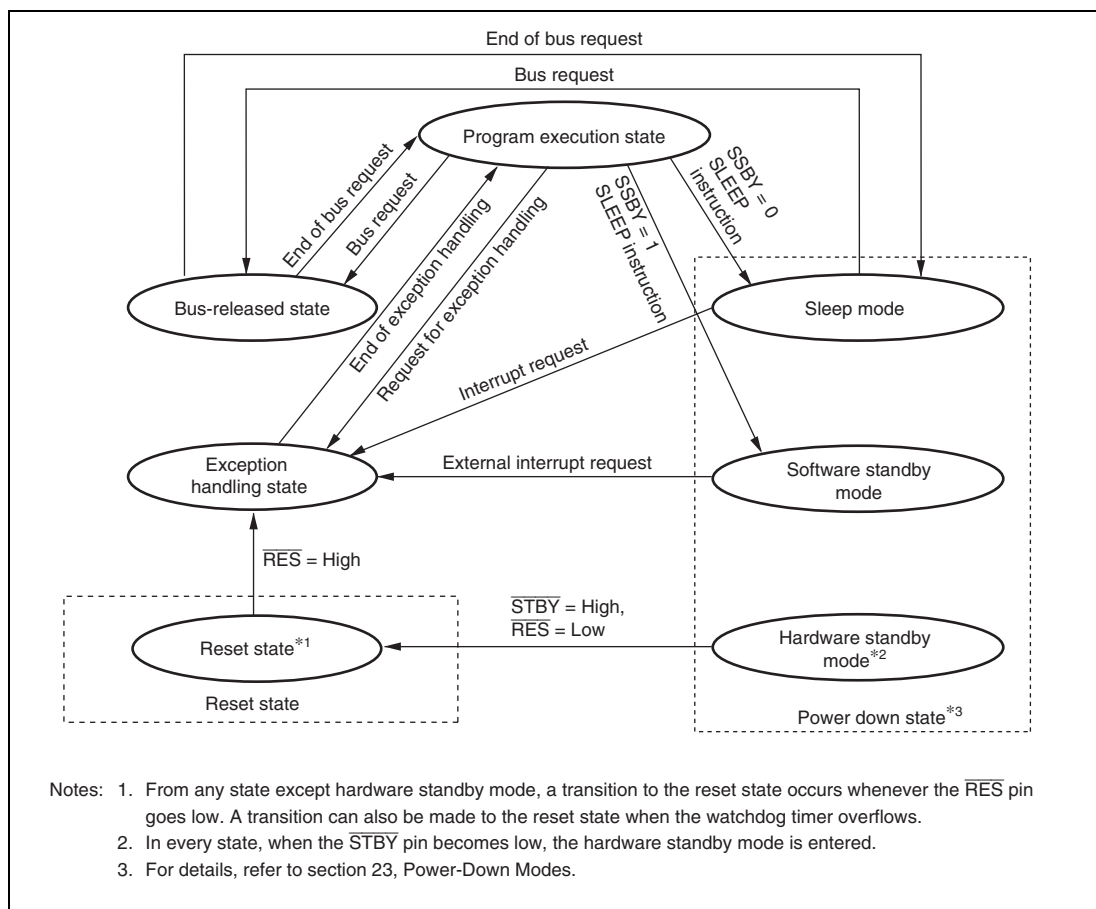 End of bus request
Bus request
Program execution state
End of bus request
Bus request
End of exception handling
Request for exception handling
SSBY = 1
SLEEP instruction
SSBY = 0
SLEEP
instruction
Bus-released state
Sleep mode
Interrupt request
Exception
handling state
External interrupt request
Software standby
mode
RES = High
STBY = High,
RES = Low
Reset state*1
Hardware standby
mode*2
Reset state
Power down state*3
Notes: 1. From any state except hardware standby mode, a transition to the reset state occurs whenever the RES pin
goes low. A transition can also be made to the reset state when the watchdog timer overflows.
2. In every state, when the STBY pin becomes low, the hardware standby mode is entered.
3. For details, refer to section 23, Power-Down Modes.